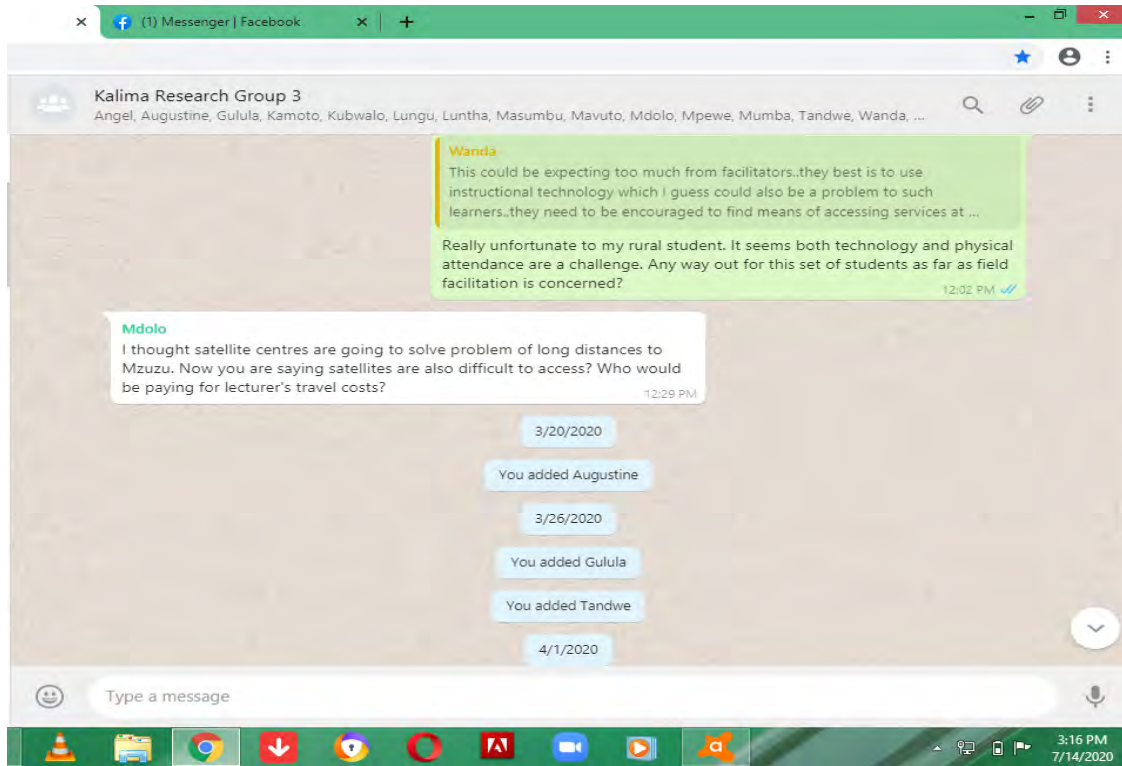 (1) Messenger | Facebook
Kalima Research Group 3
Angel, Augustine, Gulula, Kamoto, Kubwalo, Lungu, Luntha, Masumbu, Mavuto, Mdolo, Mpewe, Mumba, Tandwe, Wanda, ...
Wanda
This could be expecting too much from facilitators..they best is to use
instructional technology which I guess could also be a problem to such
learners..they need to be encouraged to find means of accessing services at ...
Really unfortunate to my rural student. It seems both technology and physical
attendance are a challenge. Any way out for this set of students as far as field
facilitation is concerned?
12:02 PM
Mdolo
I thought satellite centres are going to solve problem of long distances to
Mzuzu. Now you are saying satellites are also difficult to access? Who would
be paying for lecturer's travel costs?
12:29 PM
3/20/2020
You added Augustine
3/26/2020
You added Gulula
You added Tandwe
4/1/2020
Type a message
3:16 PM
7/14/2020